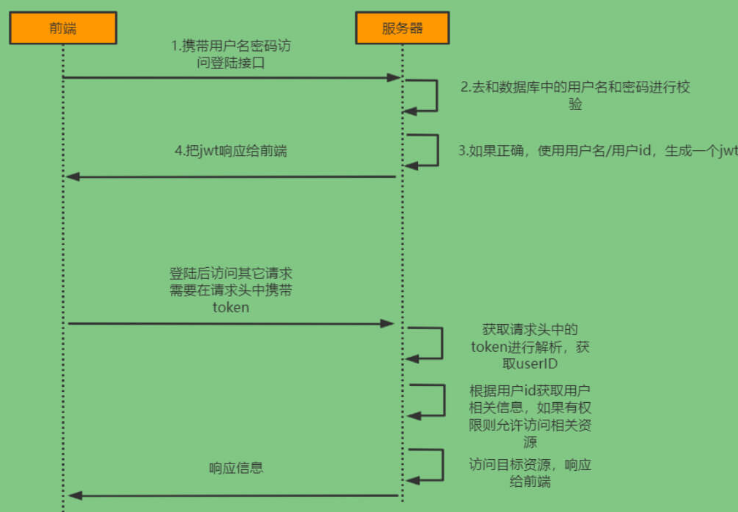 前端
服务器
1.携带用户名密码访
问登陆接口
2.去和数据库中的用户名和密码进行校
验
3.如果正确，使用用户名/用户id，生成一个jwt
4.把jwt响应给前端
登陆后访问其它请求
需要在请求头中携带
token
获取请求头中的
token进行解析，获
取userID
根据用户id获取用户
相关信息，如果有权
限则允许访问相关资
源
访问目标资源，响应
给前端
响应信息